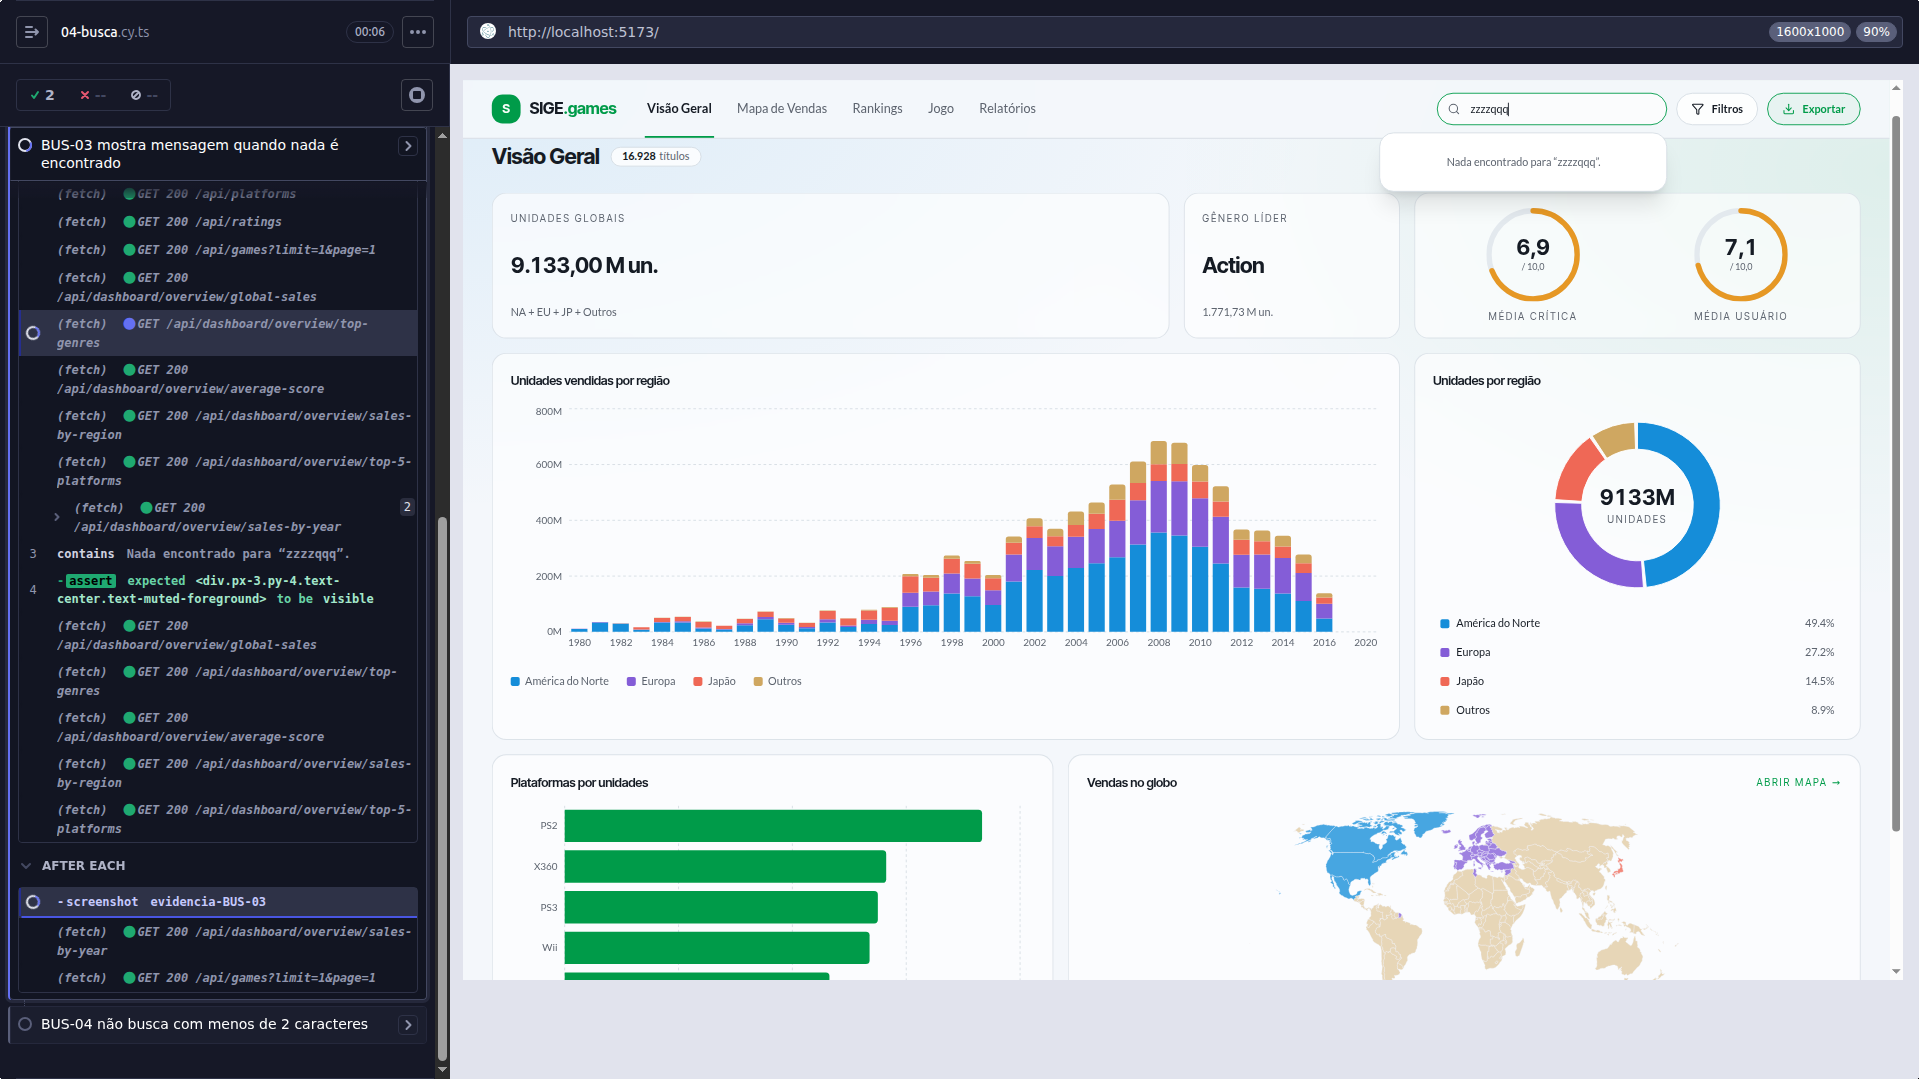 04-busca.cy.ts
00:06
2
--
--
BUS-03 mostra mensagem quando nada é
encontrado
(fetch) GET 200 /api/platforms
(fetch) GET 200 /api/ratings
(fetch) GET 200 /api/games?limit=1&page=1
(fetch) GET 200
/api/dashboard/overview/global-sales
(fetch) GET /api/dashboard/overview/top-
genres
(fetch) GET 200
/api/dashboard/overview/average-score
(fetch) GET 200 /api/dashboard/overview/sales-
by-region
(fetch) GET 200 /api/dashboard/overview/top-5-
platforms
(fetch) GET 200
/api/dashboard/overview/sales-by-year
2
3 contains Nada encontrado para “zzzzqqq”.
4 -assert expected <div.px-3.py-4.text-
center.text-muted-foreground> to be visible
(fetch) GET 200
/api/dashboard/overview/global-sales
(fetch) GET 200 /api/dashboard/overview/top-
genres
(fetch) GET 200
/api/dashboard/overview/average-score
(fetch) GET 200 /api/dashboard/overview/sales-
by-region
(fetch) GET 200 /api/dashboard/overview/top-5-
platforms
AFTER EACH
-screenshot evidencia-BUS-03
(fetch) GET 200 /api/dashboard/overview/sales-
by-year
(fetch) GET 200 /api/games?limit=1&page=1
BUS-04 não busca com menos de 2 caracteres
http://localhost:5173/
1600x1000
90%
S
SIGE.games
Visão Geral
Mapa de Vendas
Rankings
Jogo
Relatórios
zzzzqqq
Filtros
Exportar
Nada encontrado para “zzzzqqq”.
Visão Geral
16.928 títulos
UNIDADES GLOBAIS
9.133,00 M un.
NA + EU + JP + Outros
GÊNERO LÍDER
Action
1.771,73 M un.
6,9
/ 10,0
MÉDIA CRÍTICA
7,1
/ 10,0
MÉDIA USUÁRIO
Unidades vendidas por região
800M
600M
400M
200M
0M
1980 1982 1984 1986 1988 1990 1992 1994 1996 1998 2000 2002 2004 2006 2008 2010 2012 2014 2016 2020
América do Norte
Europa
Japão
Outros
Unidades por região
9133M
UNIDADES
América do Norte 49.4%
Europa 27.2%
Japão 14.5%
Outros 8.9%
Plataformas por unidades
PS2
X360
PS3
Wii
Vendas no globo
ABRIR MAPA →